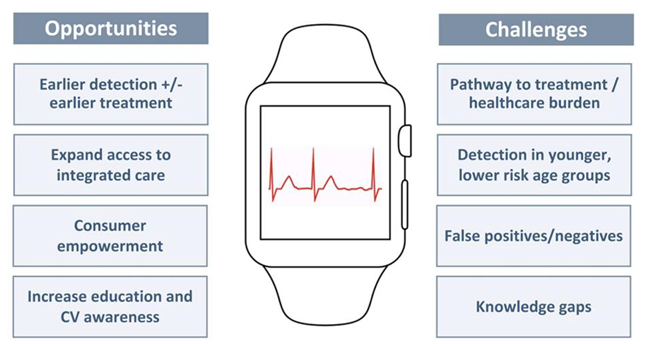 Opportunities
Earlier detection +/-
earlier treatment
Expand access to
integrated care
Consumer
empowerment
Increase education and
CV awareness
Challenges
Pathway to treatment /
healthcare burden
Detection in younger,
lower risk age groups
False positives/negatives
Knowledge gaps